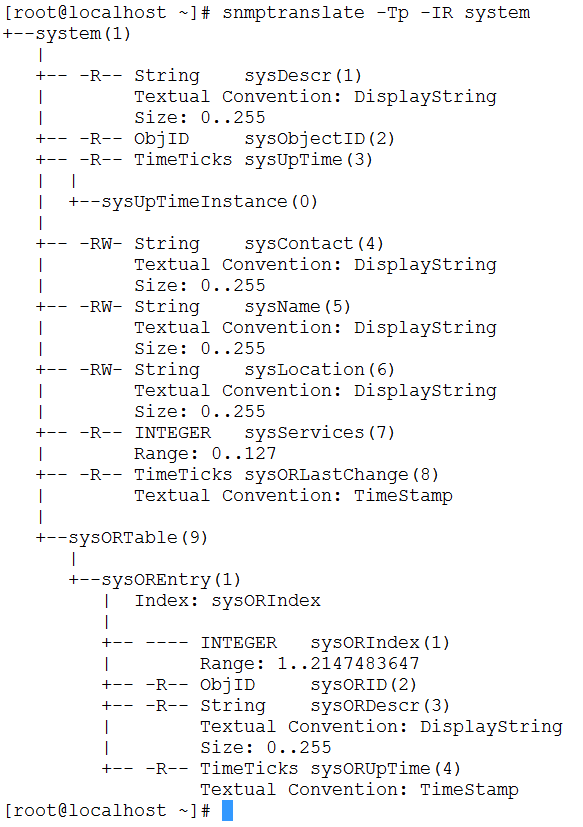 [root@localhost ~]# snmptranslate -Tp -IR system
+--system(1)
   |
   +-- -R-- String    sysDescr(1)
   |        Textual Convention: DisplayString
   |        Size: 0..255
   +-- -R-- ObjID     sysObjectID(2)
   +-- -R-- TimeTicks sysUpTime(3)
   |  |
   |  +--sysUpTimeInstance(0)
   |
   +-- -RW- String    sysContact(4)
   |        Textual Convention: DisplayString
   |        Size: 0..255
   +-- -RW- String    sysName(5)
   |        Textual Convention: DisplayString
   |        Size: 0..255
   +-- -RW- String    sysLocation(6)
   |        Textual Convention: DisplayString
   |        Size: 0..255
   +-- -R-- INTEGER   sysServices(7)
   |        Range: 0..127
   +-- -R-- TimeTicks sysORLastChange(8)
   |        Textual Convention: TimeStamp
   |
   +--sysORTable(9)
      |
      +--sysOREntry(1)
         |  Index: sysORIndex
         |
         +-- ---- INTEGER   sysORIndex(1)
         |        Range: 1..2147483647
         +-- -R-- ObjID     sysORID(2)
         +-- -R-- String    sysORDescr(3)
         |        Textual Convention: DisplayString
         |        Size: 0..255
         +-- -R-- TimeTicks sysORUpTime(4)
                  Textual Convention: TimeStamp
[root@localhost ~]#